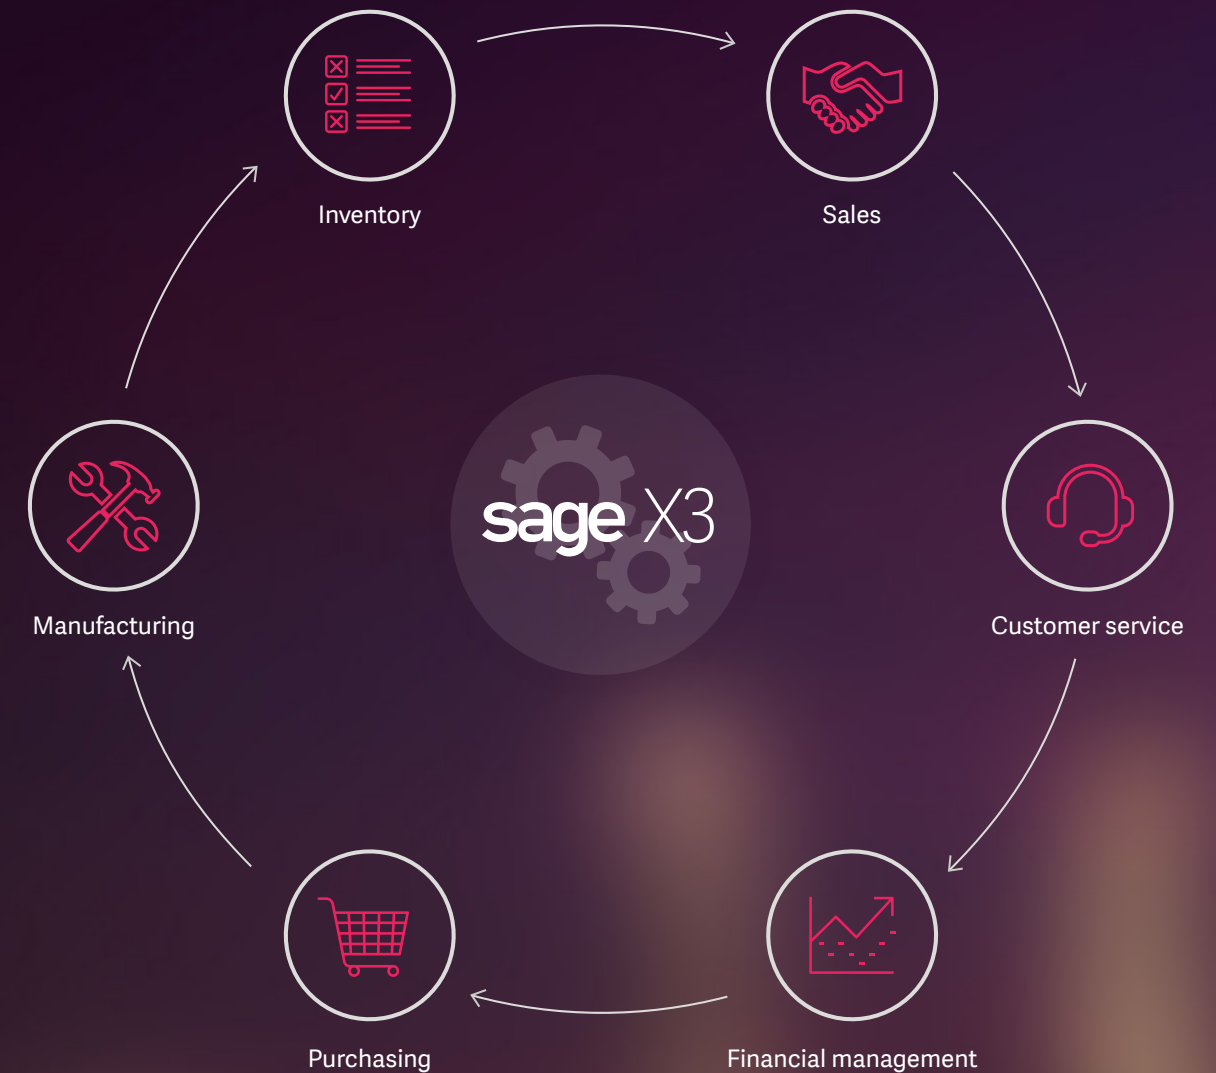 Inventory
Sales
sage X3
Manufacturing
Customer service
Purchasing
Financial management